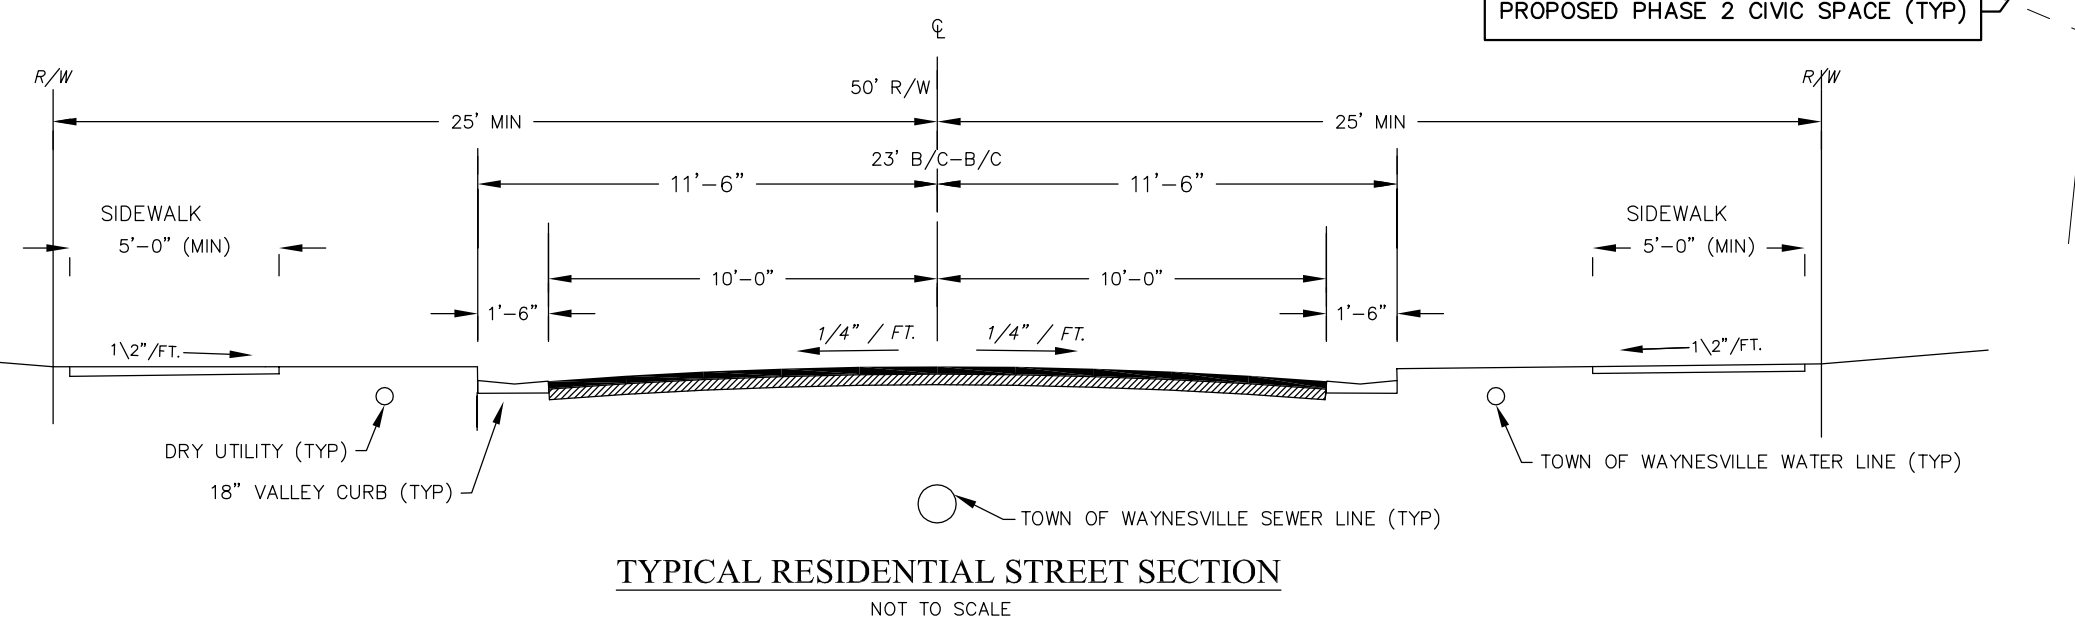 PROPOSED PHASE 2 CIVIC SPACE (TYP)
℄
R/W
R/W
50' R/W
25' MIN
25' MIN
23' B/C-B/C
11'-6"
11'-6"
SIDEWALK
5'-0" (MIN)
SIDEWALK
5'-0" (MIN)
10'-0"
10'-0"
1'-6"
1'-6"
1/4" / FT.
1/4" / FT.
1\2"/FT.
1\2"/FT.
DRY UTILITY (TYP)
TOWN OF WAYNESVILLE WATER LINE (TYP)
18" VALLEY CURB (TYP)
TOWN OF WAYNESVILLE SEWER LINE (TYP)
TYPICAL RESIDENTIAL STREET SECTION
NOT TO SCALE